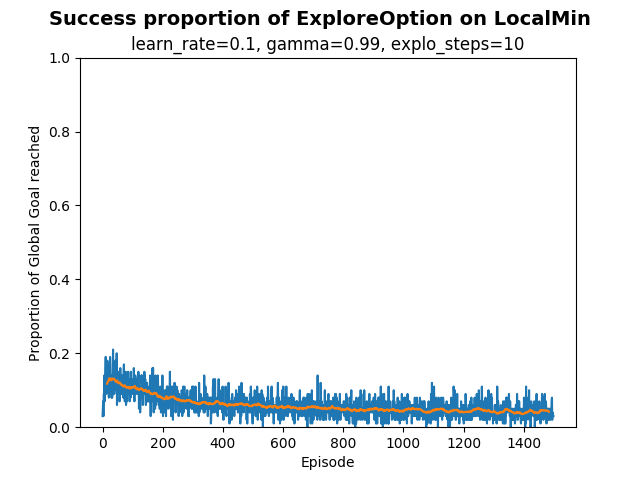 Success proportion of ExploreOption on LocalMin
learn_rate=0.1, gamma=0.99, explo_steps=10
Proportion of Global Goal reached
1.0
0.8
0.6
0.4
0.2
0.0
0 200 400 600 800 1000 1200 1400
Episode